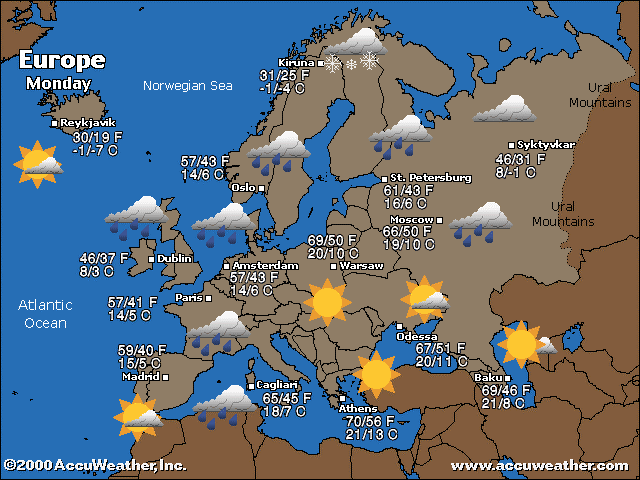 Europe
Monday
Norwegian Sea
Kiruna
31/25 F
-1/-4 C
Ural
Mountains
Reykjavik
30/19 F
-1/-7 C
Syktyvkar
46/31 F
8/-1 C
57/43 F
14/6 C
Oslo
St. Petersburg
61/43 F
16/6 C
Ural
Mountains
Moscow
66/50 F
19/10 C
69/50 F
20/10 C
Warsaw
46/37 F
8/3 C
Dublin
Amsterdam
57/43 F
14/6 C
Atlantic
Ocean
57/41 F
14/5 C
Paris
Odessa
67/51 F
20/11 C
59/40 F
15/5 C
Madrid
Cagliari
65/45 F
18/7 C
Baku
69/46 F
21/8 C
Athens
70/56 F
21/13 C
©2000 AccuWeather, Inc.
www.accuweather.com